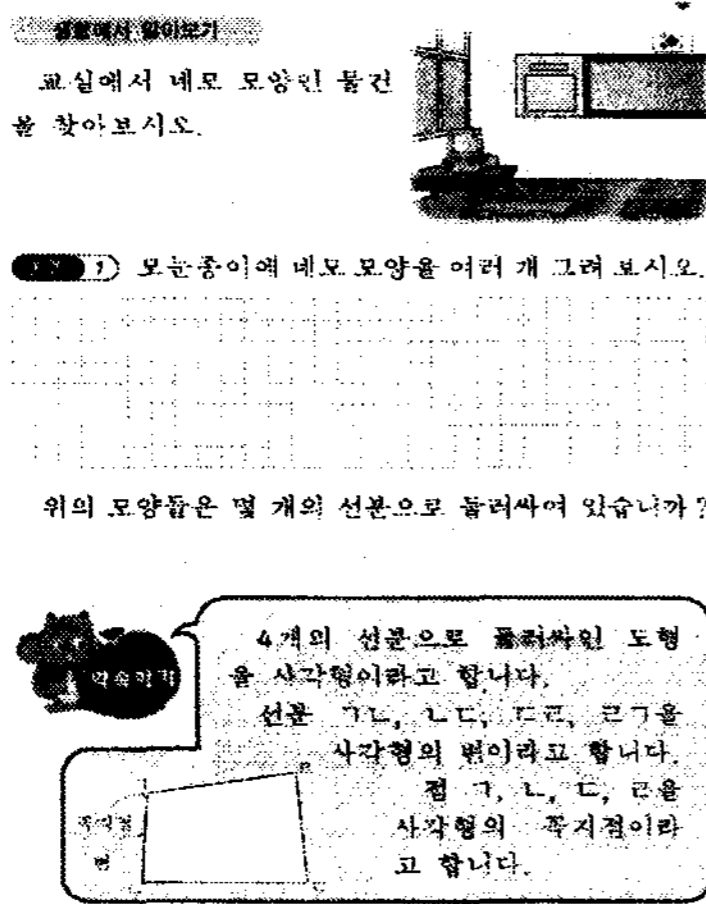 생활에서 알아보기
교실에서 네모 모양인 물건
을 찾아보시오.
1) 모눈종이에 네모 모양을 여러 개 그려 보시오.
위의 모양들은 몇 개의 선분으로 둘러싸여 있습니까?
약속하기
4개의 선분으로 둘러싸인 도형
을 사각형이라고 합니다.
선분 ㄱㄴ, ㄴㄷ, ㄷㄹ, ㄹㄱ을
사각형의 변이라고 합니다.
점 ㄱ, ㄴ, ㄷ, ㄹ을
사각형의 꼭지점이라
고 합니다.
꼭지점
변